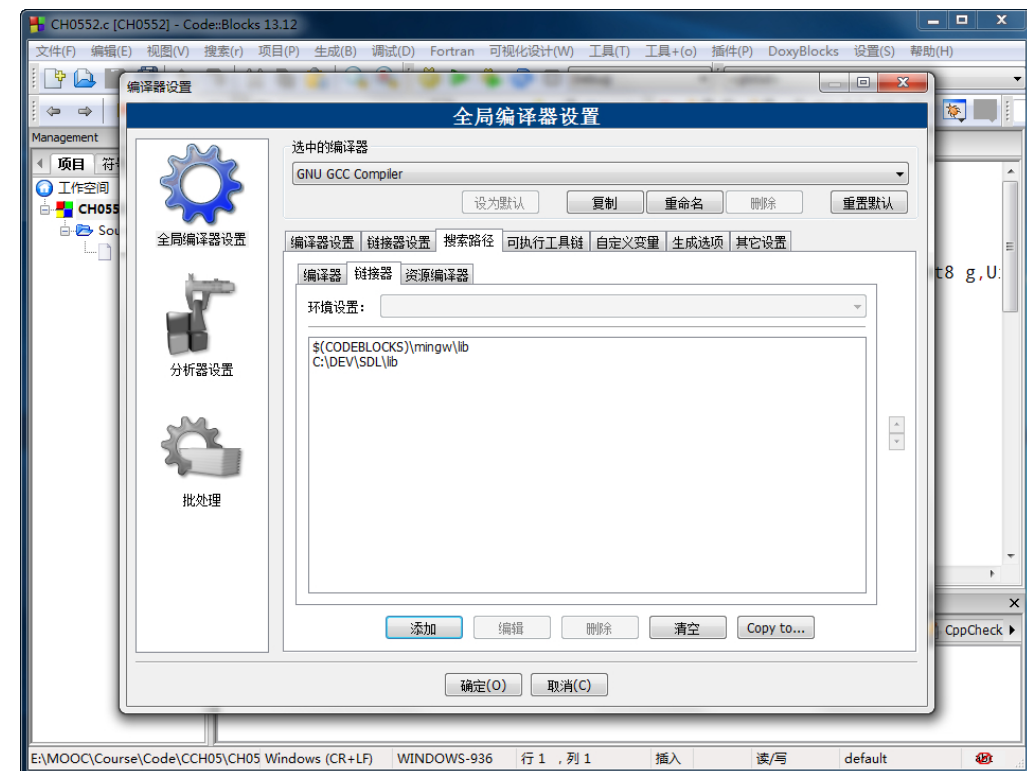 CH0552.c [CH0552] - Code::Blocks 13.12
文件(F) 编辑(E) 视图(V) 搜索(r) 项目(P) 生成(B) 调试(D) Fortran 可视化设计(W) 工具(T) 工具+(o) 插件(P) DoxyBlocks 设置(S) 帮助(H)
编译器设置
全局编译器设置
Management
项目
工作空间
CH055
Sou
全局编译器设置
分析器设置
批处理
选中的编译器
GNU GCC Compiler
设为默认 复制 重命名 删除 重置默认
编译器设置 链接器设置 搜索路径 可执行工具链 自定义变量 生成选项 其它设置
编译器 链接器 资源编译器
环境设置：
$(CODEBLOCKS)\mingw\lib
C:\DEV\SDL\lib
添加 编辑 删除 清空 Copy to...
确定(O) 取消(C)
t8 g,U
CppCheck
E:\MOOC\Course\Code\CCH05\CH05 Windows (CR+LF) WINDOWS-936 行 1 , 列 1 插入 读/写 default